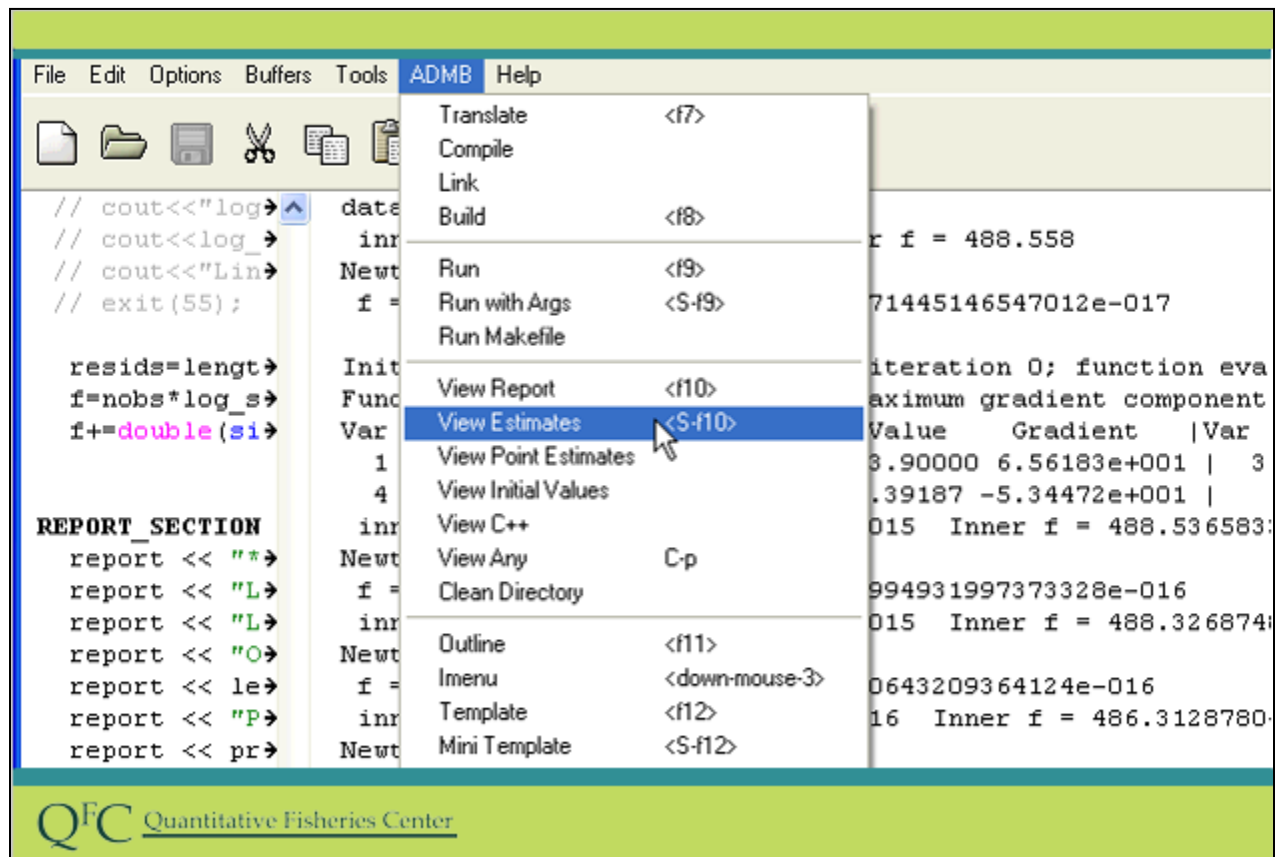 File Edit Options Buffers Tools ADMB Help
Translate <f7>
Compile
Link
Build <f8>
Run <f9>
Run with Args <S-f9>
Run Makefile
View Report <f10>
View Estimates <S-f10>
View Point Estimates
View Initial Values
View C++
View Any C-p
Clean Directory
Outline <f11>
Imenu <down-mouse-3>
Template <f12>
Mini Template <S-f12>
// cout<<"log
// cout<<log_
// cout<<"Lin
// exit(55);
resids=lengt
f=nobs*log_s
f+=double(si
REPORT_SECTION
report << "*
report << "L
report << "L
report << "O
report << le
report << "P
report << pr
data
inn
Newt
f =
Init
Func
Var
1
4
inn
Newt
f =
inn
Newt
f =
inn
Newt
r f = 488.558
71445146547012e-017
iteration 0; function eva
aximum gradient component
Value Gradient |Var
3.90000 6.56183e+001 | 3
.39187 -5.34472e+001 |
015 Inner f = 488.536583
994931997373328e-016
015 Inner f = 488.326874
0643209364124e-016
16 Inner f = 486.3128780
QFC Quantitative Fisheries Center